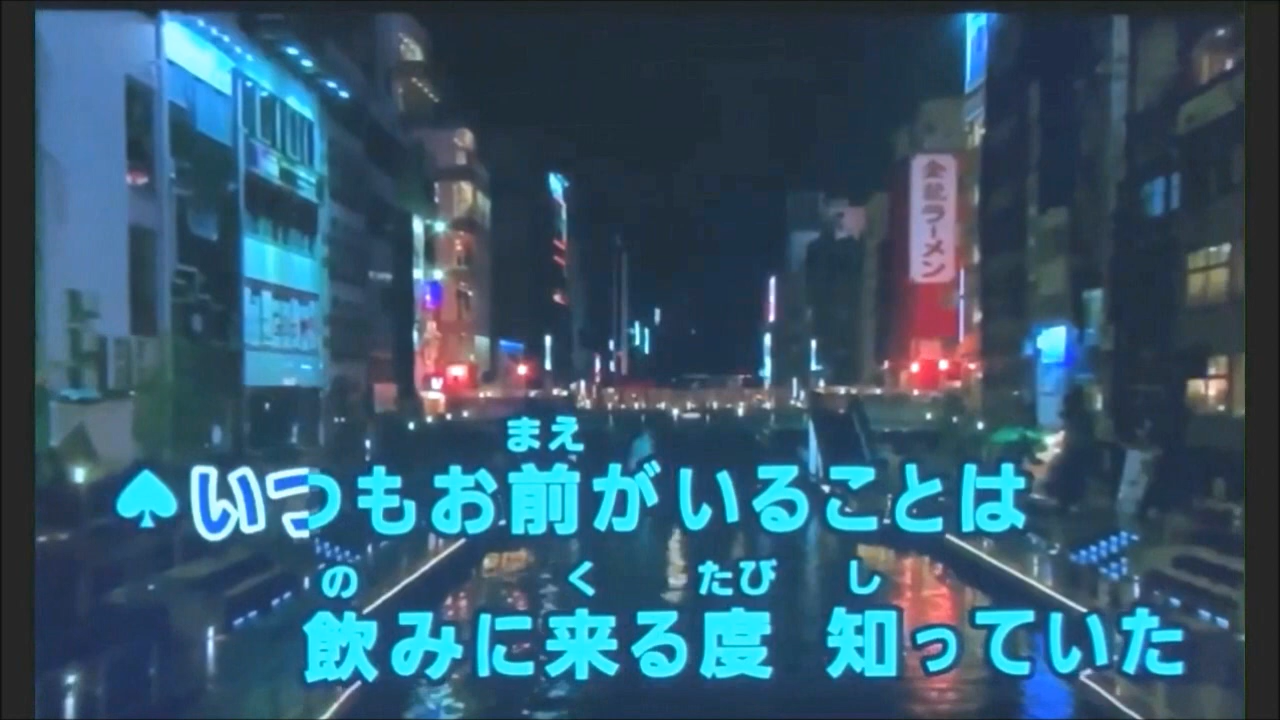 金龍ラーメン
まえ
♠いつもお前がいることは
の く たび し
飲みに来る度 知っていた